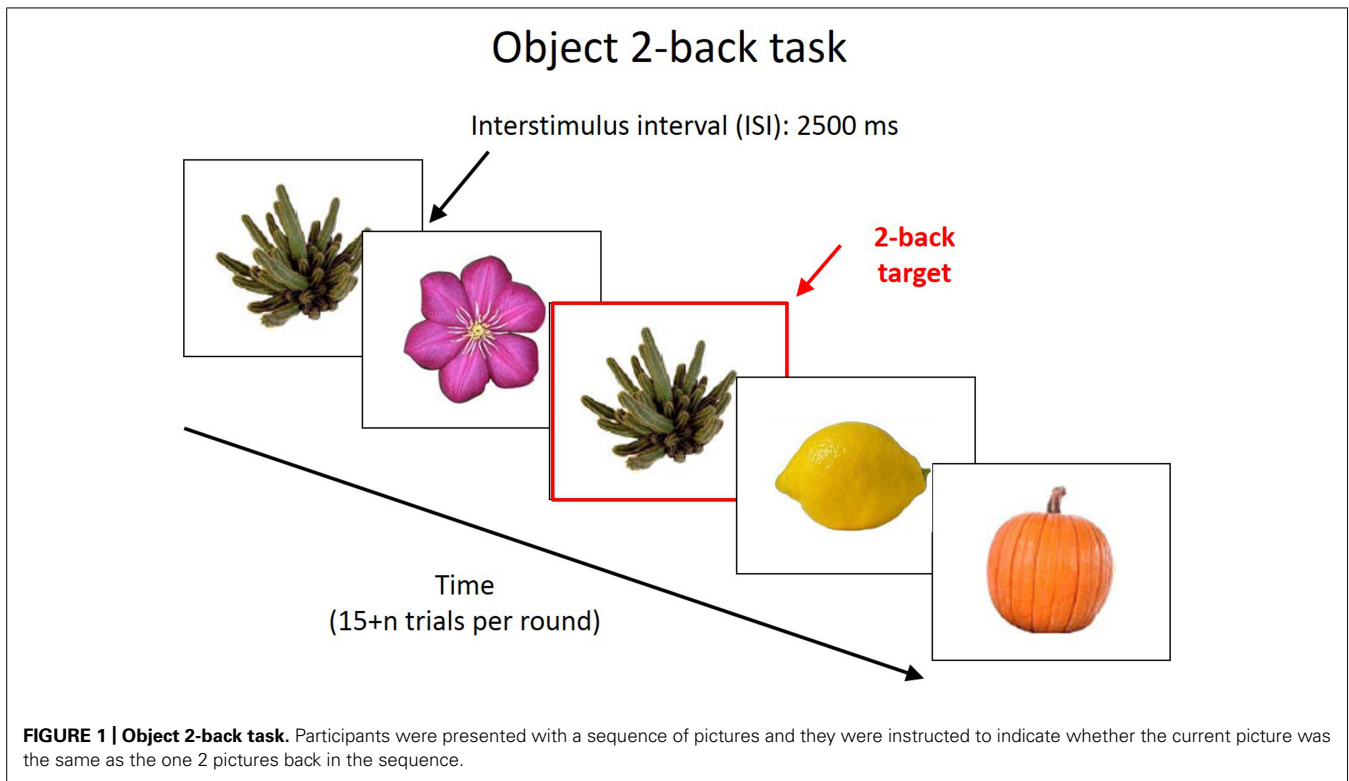 Object 2-back task
Interstimulus interval (ISI): 2500 ms
2-back
target
Time
(15+n trials per round)
FIGURE 1 | Object 2-back task. Participants were presented with a sequence of pictures and they were instructed to indicate whether the current picture was
the same as the one 2 pictures back in the sequence.